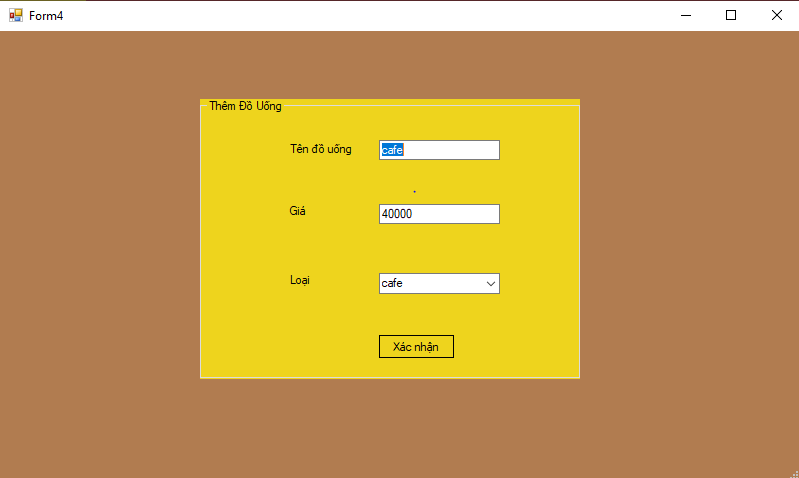 Form4
Thêm Đồ Uống
Tên đồ uống
cafe
Giá
40000
Loại
cafe
Xác nhận